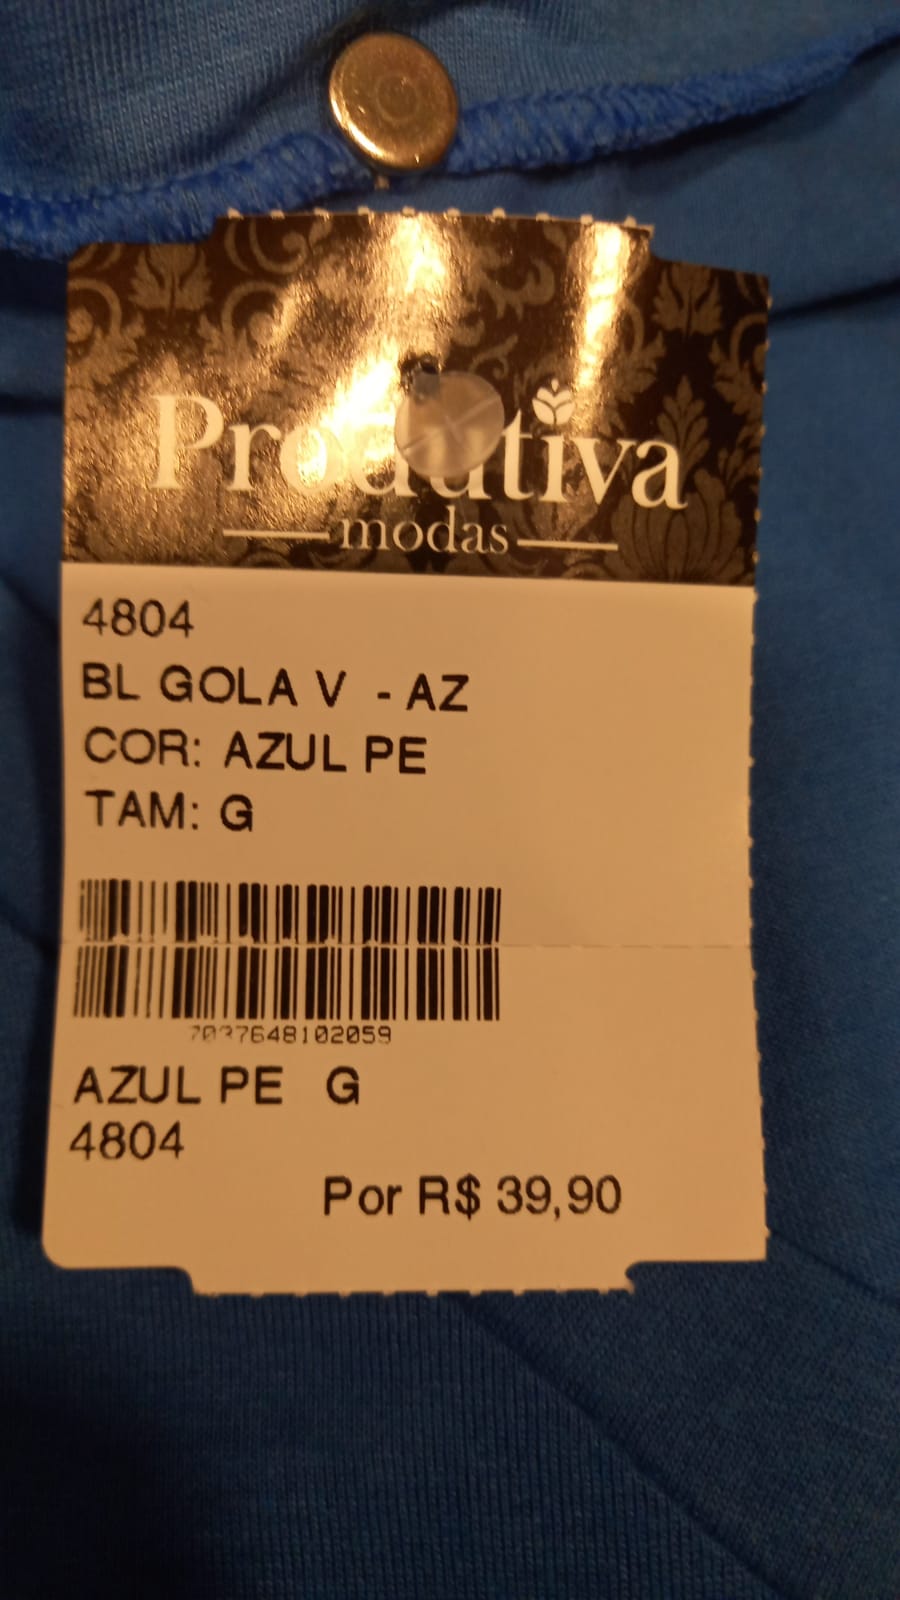 Produtiva
modas
4804
BL GOLA V - AZ
COR: AZUL PE
TAM: G
7037648102059
AZUL PE G
4804
Por R$ 39,90